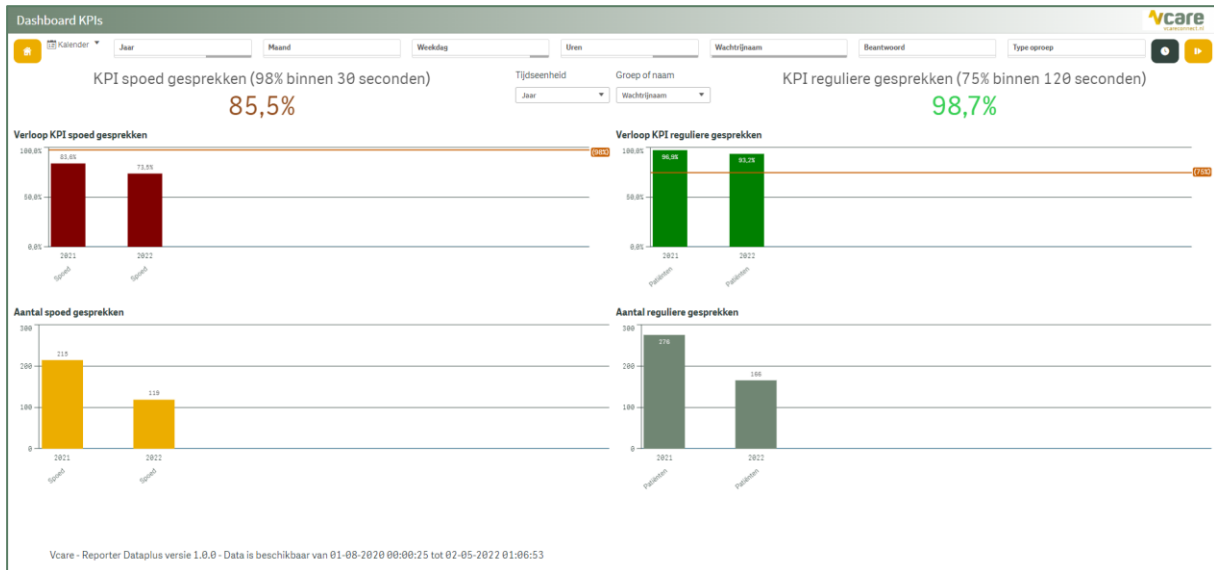 Dashboard KPIs
Vcare
vcareconnect.nl
Kalender
Jaar
Maand
Weekdag
Uren
Wachtrijnaam
Beantwoord
Type oproep
KPI spoed gesprekken (98% binnen 30 seconden)
85,5%
Tijdseenheid
Jaar
Groep of naam
Wachtrijnaam
KPI reguliere gesprekken (75% binnen 120 seconden)
98,7%
Verloop KPI spoed gesprekken
100,0%
50,0%
0,0%
83,6%
73,5%
(98%)
2021
2022
Spoed
Spoed
Verloop KPI reguliere gesprekken
100,0%
50,0%
0,0%
96,9%
93,2%
(75%)
2021
2022
Patiënten
Patiënten
Aantal spoed gesprekken
300
200
100
0
119
2021
2022
Spoed
Spoed
Aantal reguliere gesprekken
300
200
100
0
276
2021
2022
Patiënten
Patiënten
Vcare - Reporter Dataplus versie 1.0.0 - Data is beschikbaar van 01-08-2020 00:00:25 tot 02-05-2022 01:06:53